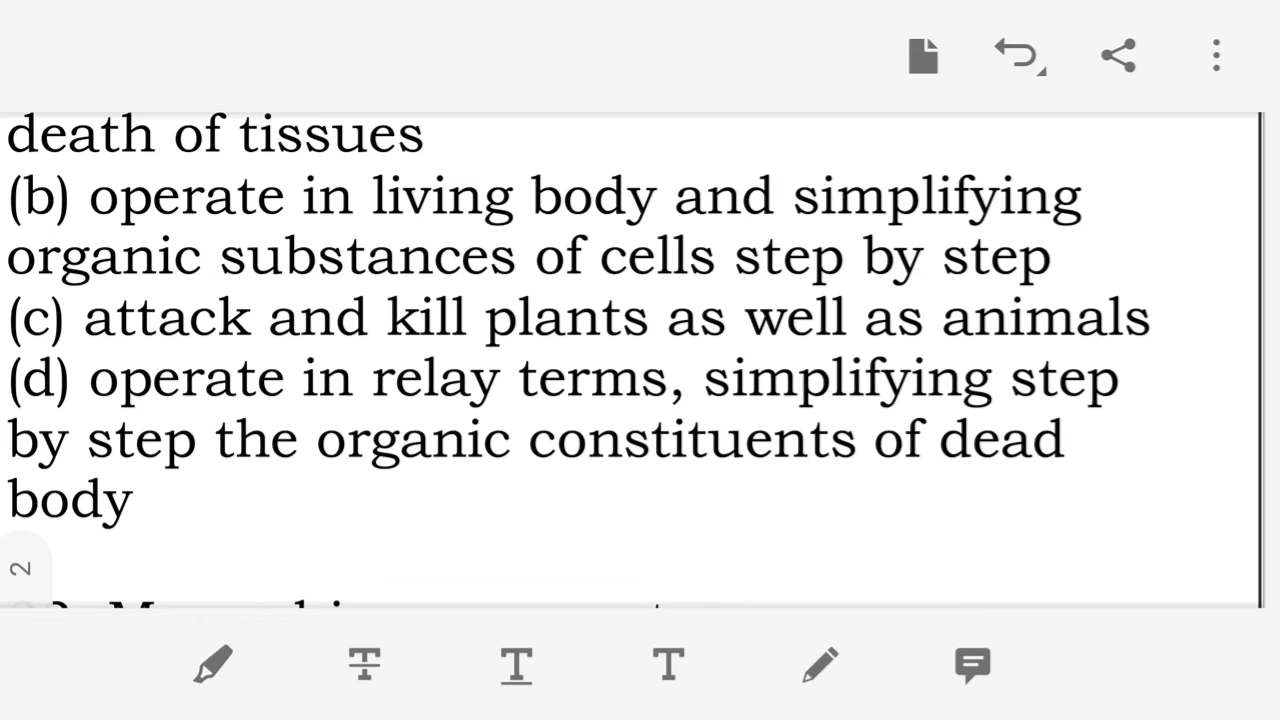 death of tissues
(b) operate in living body and simplifying
organic substances of cells step by step
(c) attack and kill plants as well as animals
(d) operate in relay terms, simplifying step
by step the organic constituents of dead
body
2